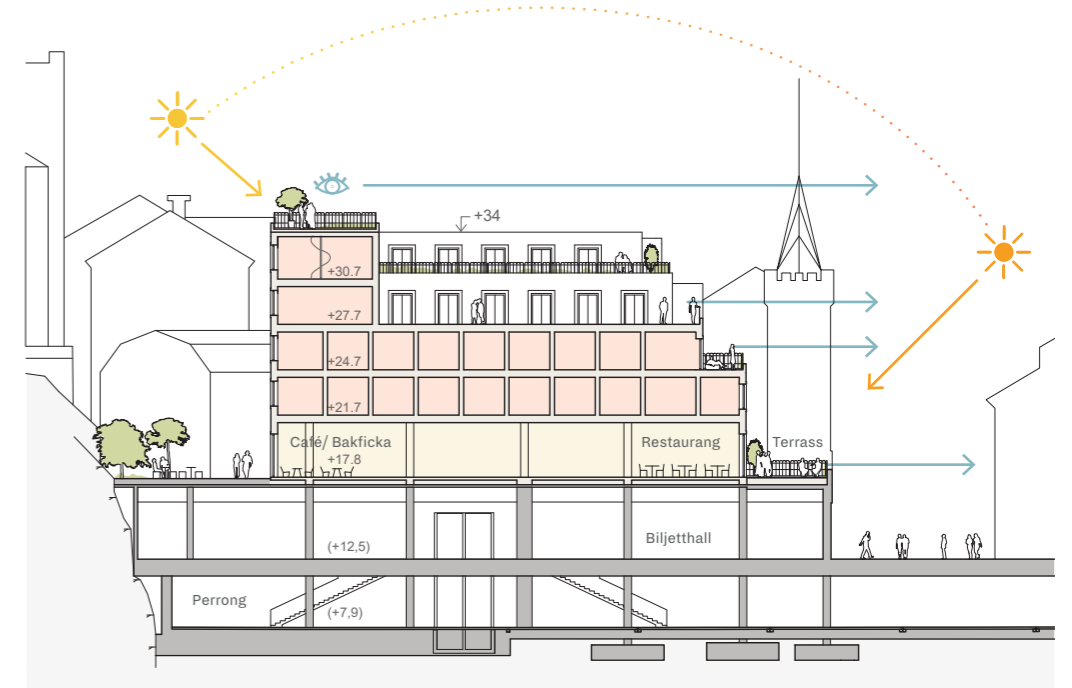 +34
+30.7
+27.7
+24.7
+21.7
Café/ Bakficka
+17.8
Restaurang
Terrass
(+12,5)
Biljetthall
Perrong
(+7,9)